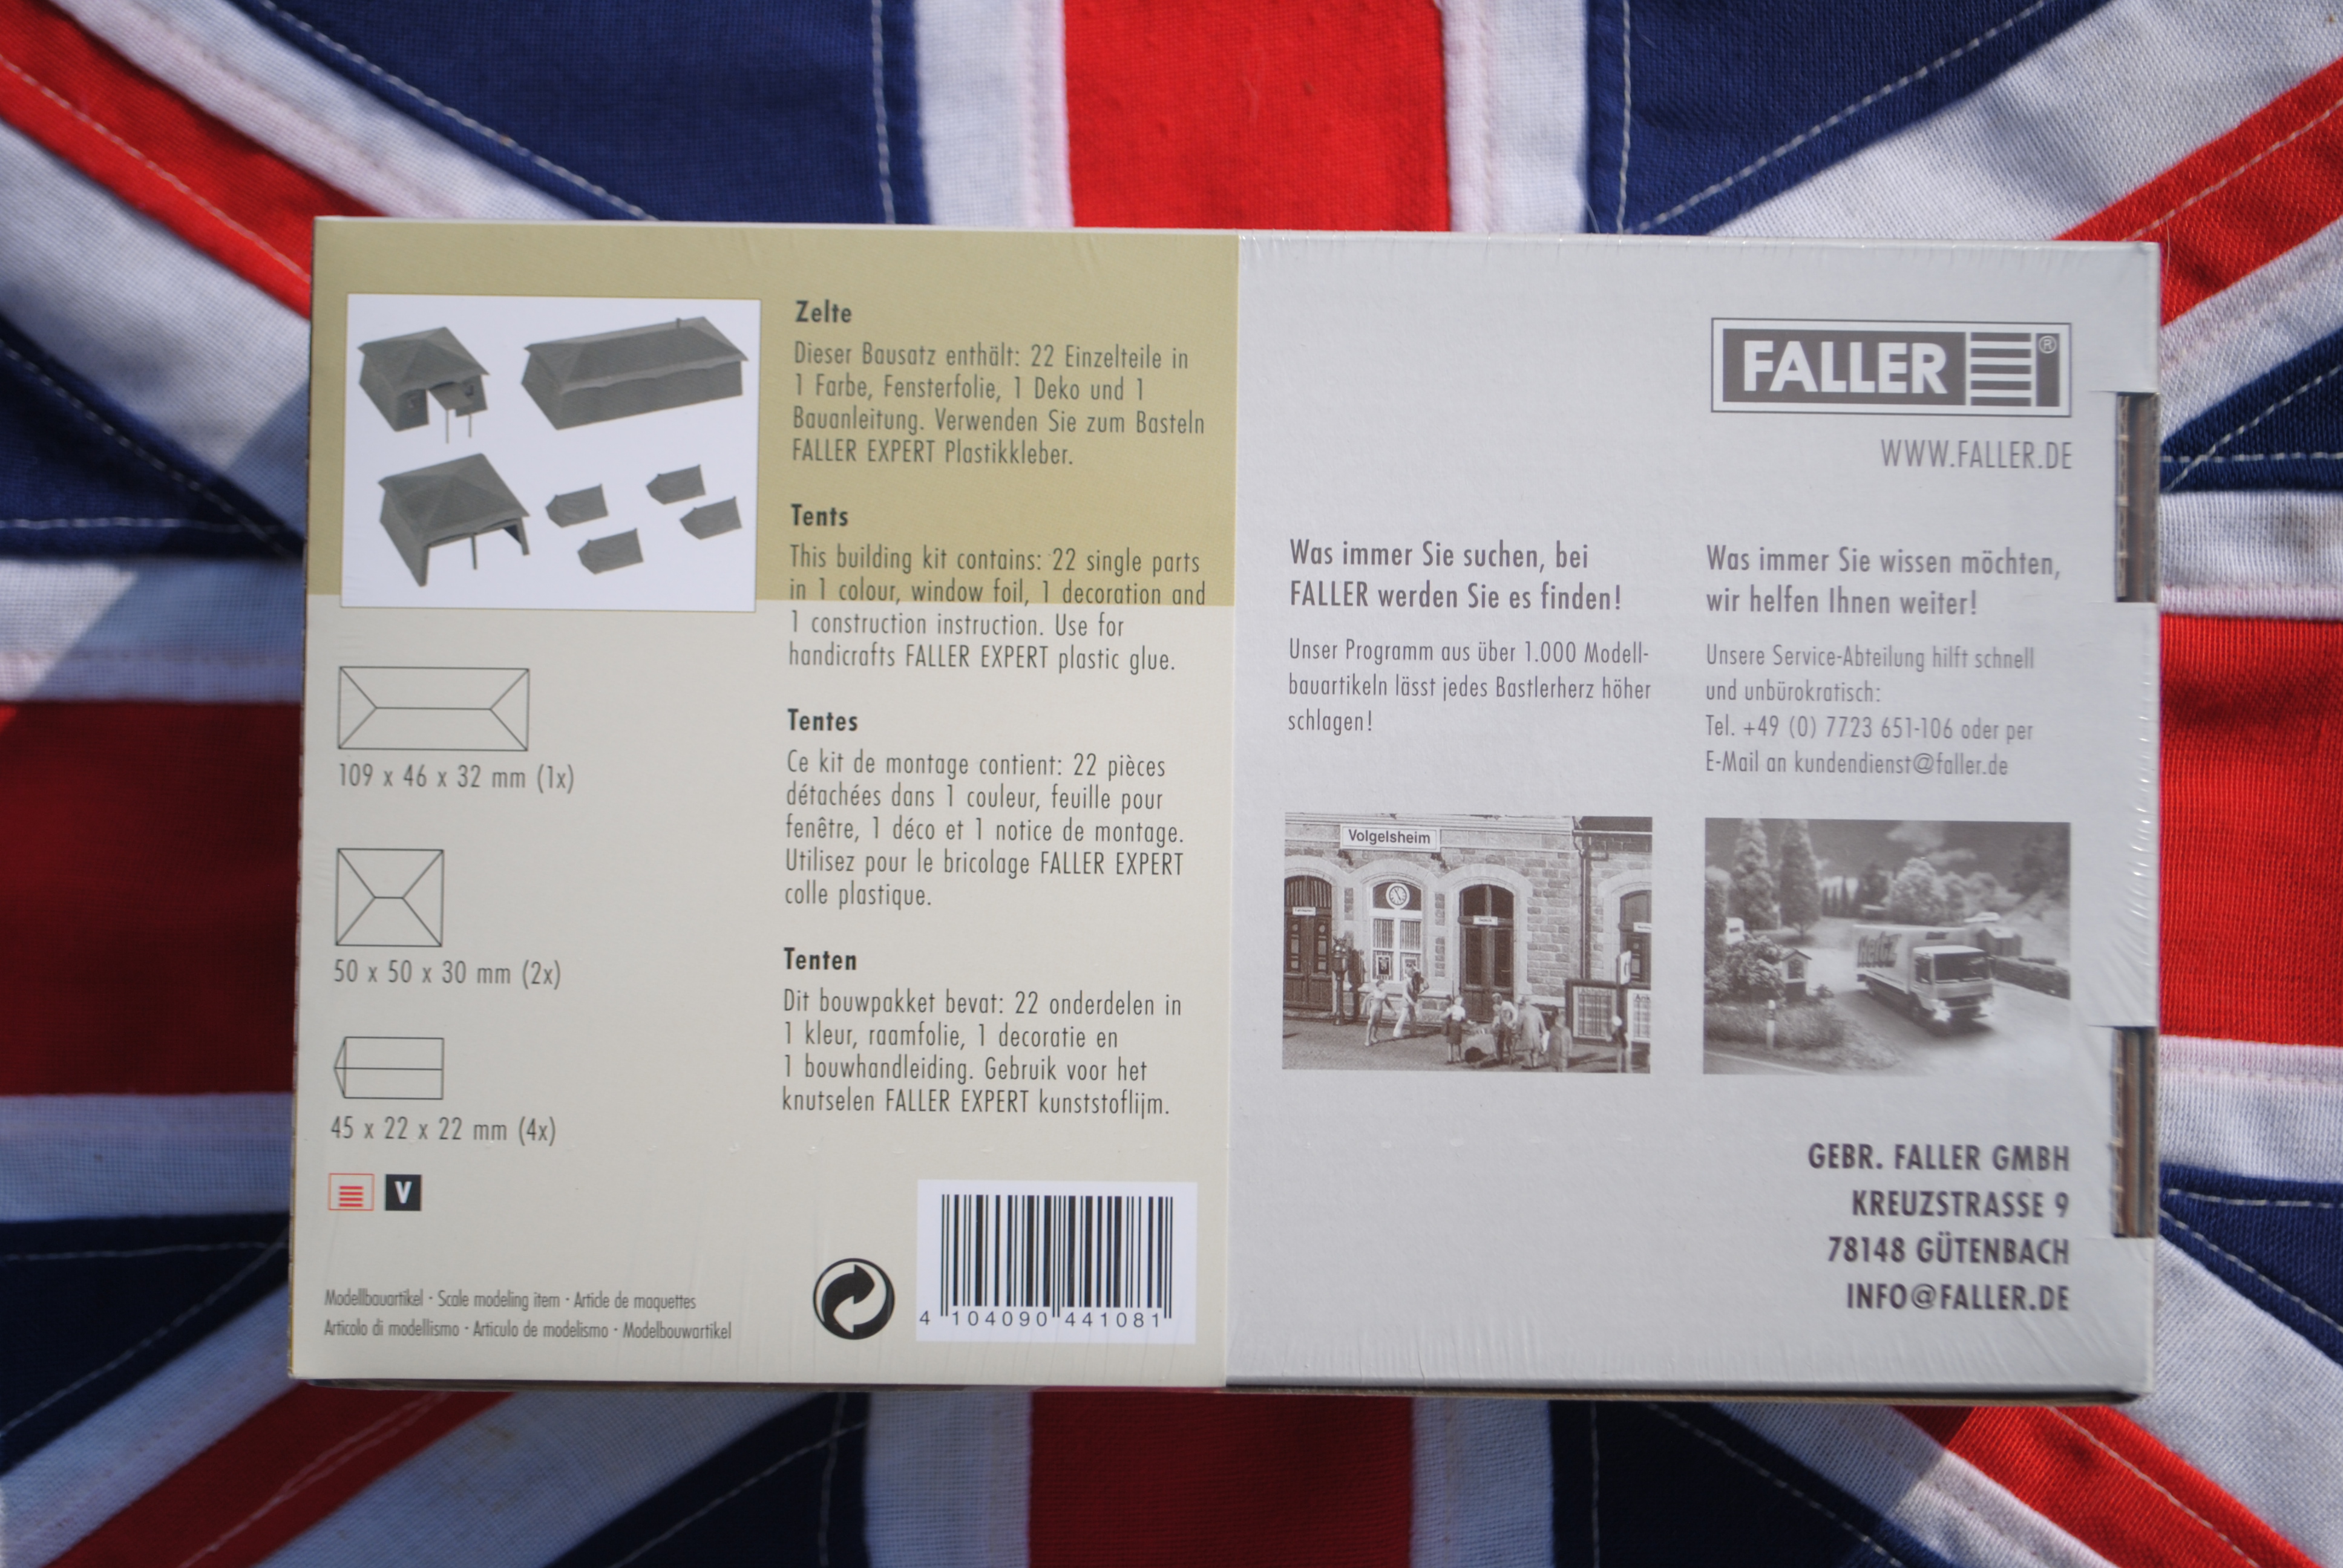 Zelte
Dieser Bausatz enthält: 22 Einzelteile in
1 Farbe, Fensterfolie, 1 Deko und 1
Bauanleitung. Verwenden Sie zum Basteln
FALLER EXPERT Plastikkleber.
Tents
This building kit contains: 22 single parts
in 1 colour, window foil, 1 decoration and
1 construction instruction. Use for
handicrafts FALLER EXPERT plastic glue.
Tentes
Ce kit de montage contient: 22 pièces
détachées dans 1 couleur, feuille pour
fenêtre, 1 déco et 1 notice de montage.
Utilisez pour le bricolage FALLER EXPERT
colle plastique.
Tenten
Dit bouwpakket bevat: 22 onderdelen in
1 kleur, raamfolie, 1 decoratie en
1 bouwhandleiding. Gebruik voor het
knutselen FALLER EXPERT kunststoflijm.
109 x 46 x 32 mm (1x)
50 x 50 x 30 mm (2x)
45 x 22 x 22 mm (4x)
V
Modellbauartikel · Scale modeling item · Article de maquettes
Articolo di modellismo · Articulo de modelismo · Modelbouwartikel
4 104090 441081
FALLER ®
WWW.FALLER.DE
Was immer Sie suchen, bei
FALLER werden Sie es finden!
Unser Programm aus über 1.000 Modell-
bauartikeln lässt jedes Bastlerherz höher
schlagen!
Was immer Sie wissen möchten,
wir helfen Ihnen weiter!
Unsere Service-Abteilung hilft schnell
und unbürokratisch:
Tel. +49 (0) 7723 651-106 oder per
E-Mail an kundendienst@faller.de
Volgelsheim
GEBR. FALLER GMBH
KREUZSTRASSE 9
78148 GÜTENBACH
INFO@FALLER.DE